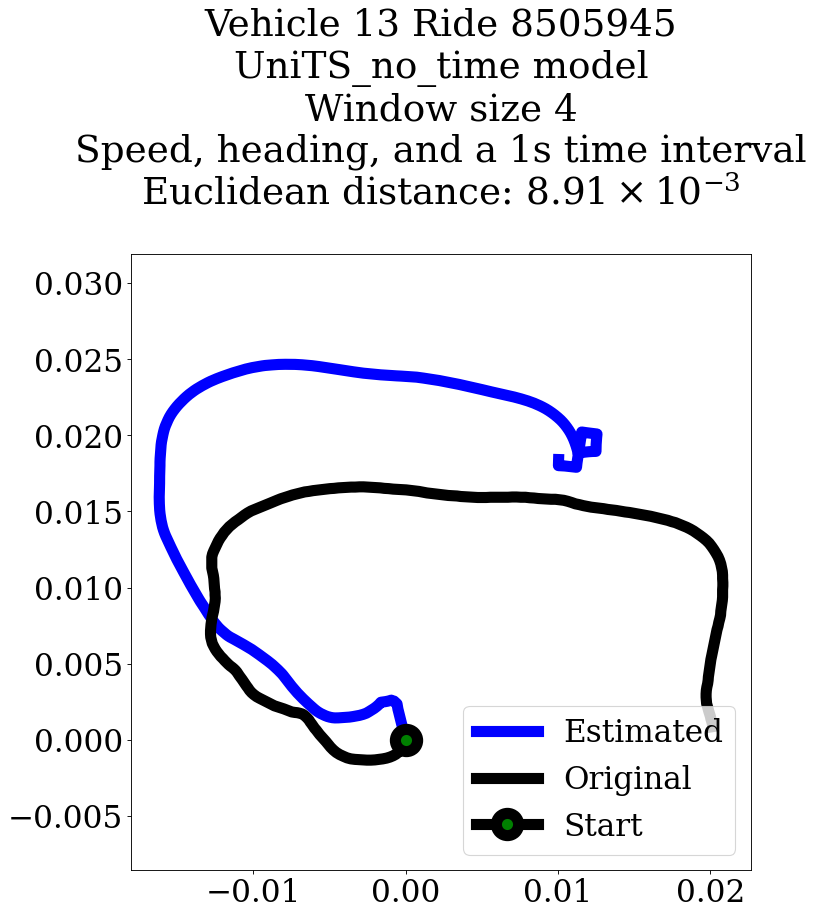 Vehicle 13 Ride 8505945
UniTS_no_time model
Window size 4
Speed, heading, and a 1s time interval
Euclidean distance: 8.91 × 10⁻³
0.030
0.025
0.020
0.015
0.010
0.005
0.000
−0.005
Estimated
Original
Start
−0.01 0.00 0.01 0.02